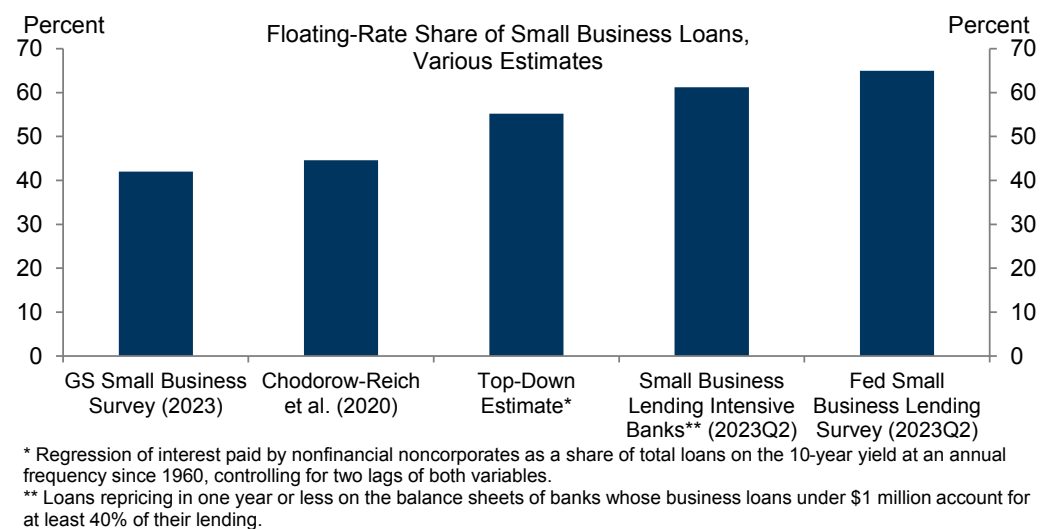 Percent
Percent
Floating-Rate Share of Small Business Loans,
Various Estimates
70
60
50
40
30
20
10
0
70
60
50
40
30
20
10
0
GS Small Business
Survey (2023)
Chodorow-Reich
et al. (2020)
Top-Down
Estimate*
Small Business
Lending Intensive
Banks** (2023Q2)
Fed Small
Business Lending
Survey (2023Q2)
* Regression of interest paid by nonfinancial noncorporates as a share of total loans on the 10-year yield at an annual
frequency since 1960, controlling for two lags of both variables.
** Loans repricing in one year or less on the balance sheets of banks whose business loans under $1 million account for
at least 40% of their lending.